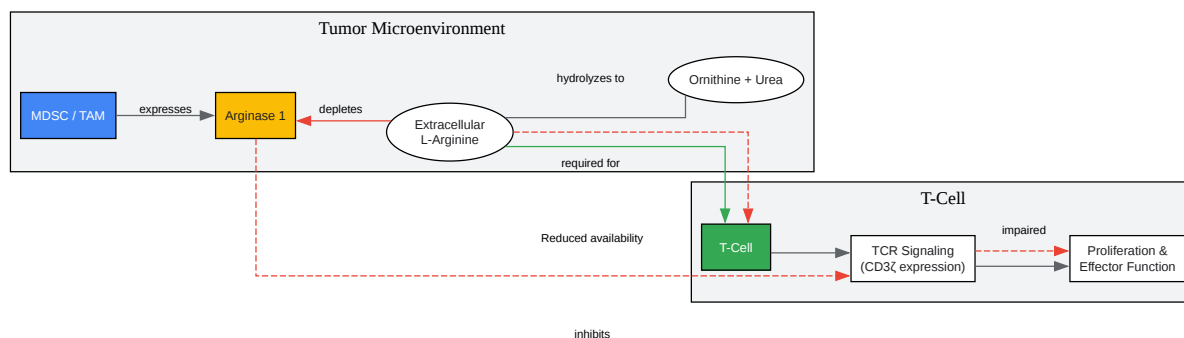 Tumor Microenvironment
hydrolyzes to
Ornithine + Urea
MDSC / TAM
expresses
Arginase 1
depletes
Extracellular
L-Arginine
required for
T-Cell
impaired
Reduced availability
T-Cell
TCR Signaling
(CD3ζ expression)
Proliferation &
Effector Function
inhibits